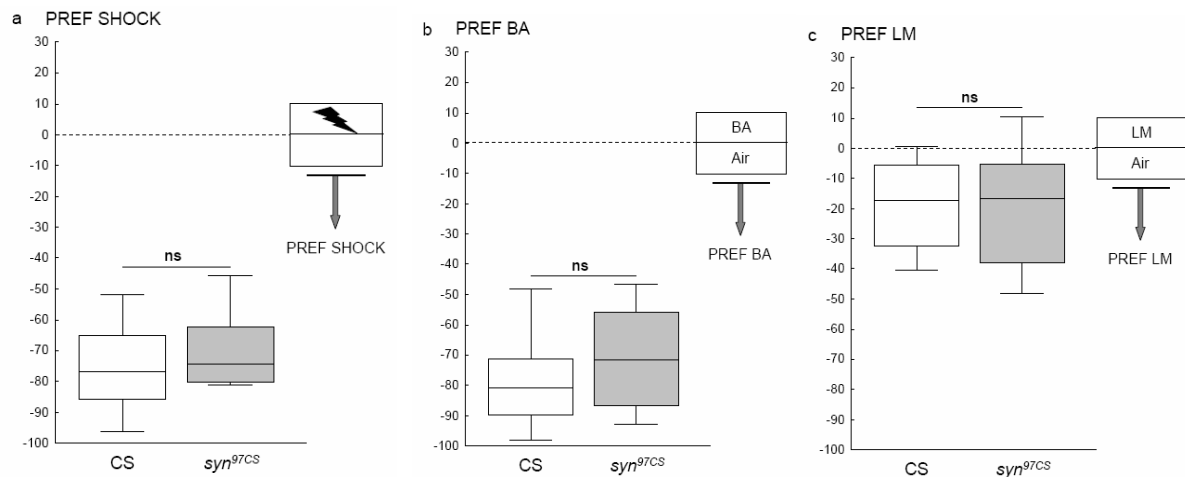 a PREF SHOCK
30
20
10
0
-10
-20
-30
-40
-50
-60
-70
-80
-90
-100
PREF SHOCK
ns
CS syn97CS
b PREF BA
30
20
10
0
-10
-20
-30
-40
-50
-60
-70
-80
-90
-100
BA
Air
PREF BA
ns
CS syn97CS
c PREF LM
30
20
10
0
-10
-20
-30
-40
-50
-60
-70
-80
-90
-100
ns
LM
Air
PREF LM
CS syn97CS